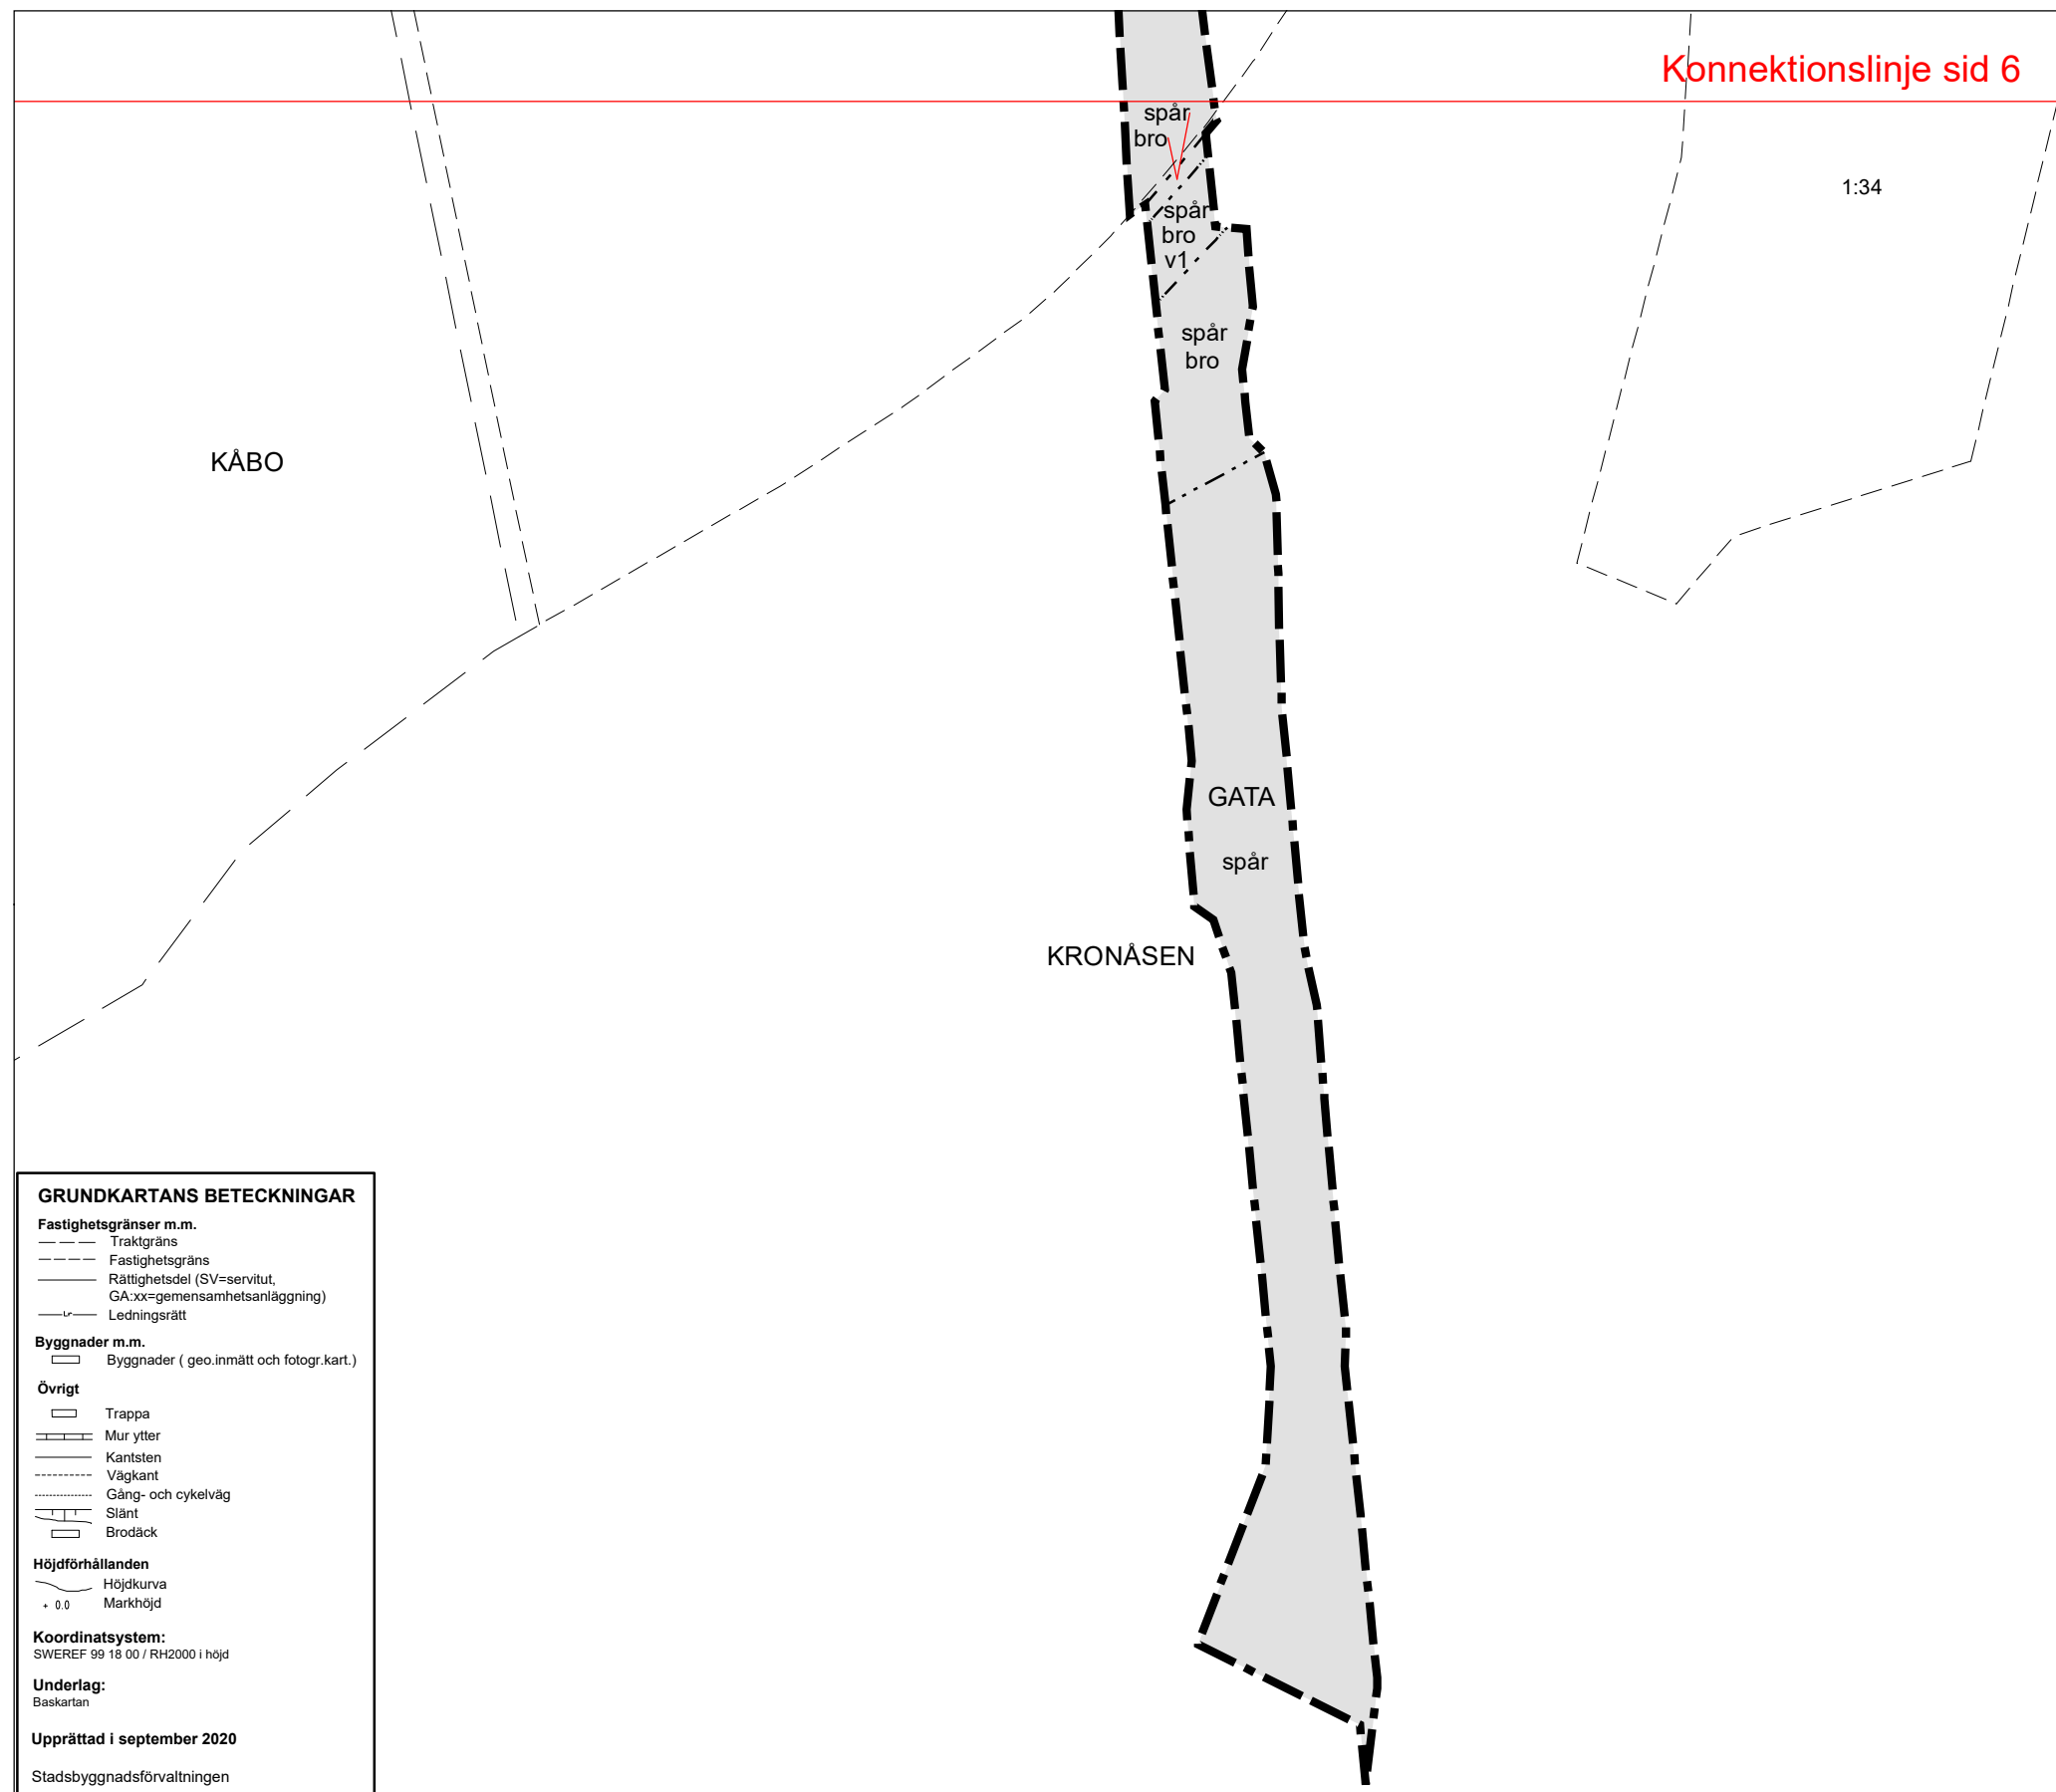 Konnektionslinje sid 6
spår
bro
1:34
spår
bro
v1
spår
bro
KÅBO
GATA
spår
KRONÅSEN
GRUNDKARTANS BETECKNINGAR
Fastighetsgränser m.m.
Traktgräns
Fastighetsgräns
Rättighetsdel (SV=servitut,
GA:xx=gemensamhetsanläggning)
Lr Ledningsrätt
Byggnader m.m.
Byggnader ( geo.inmätt och fotogr.kart.)
Övrigt
Trappa
Mur ytter
Kantsten
Vägkant
Gång- och cykelväg
Slänt
Brodäck
Höjdförhållanden
Höjdkurva
+ 0.0 Markhöjd
Koordinatsystem:
SWEREF 99 18 00 / RH2000 i höjd
Underlag:
Baskartan
Upprättad i september 2020
Stadsbyggnadsförvaltningen